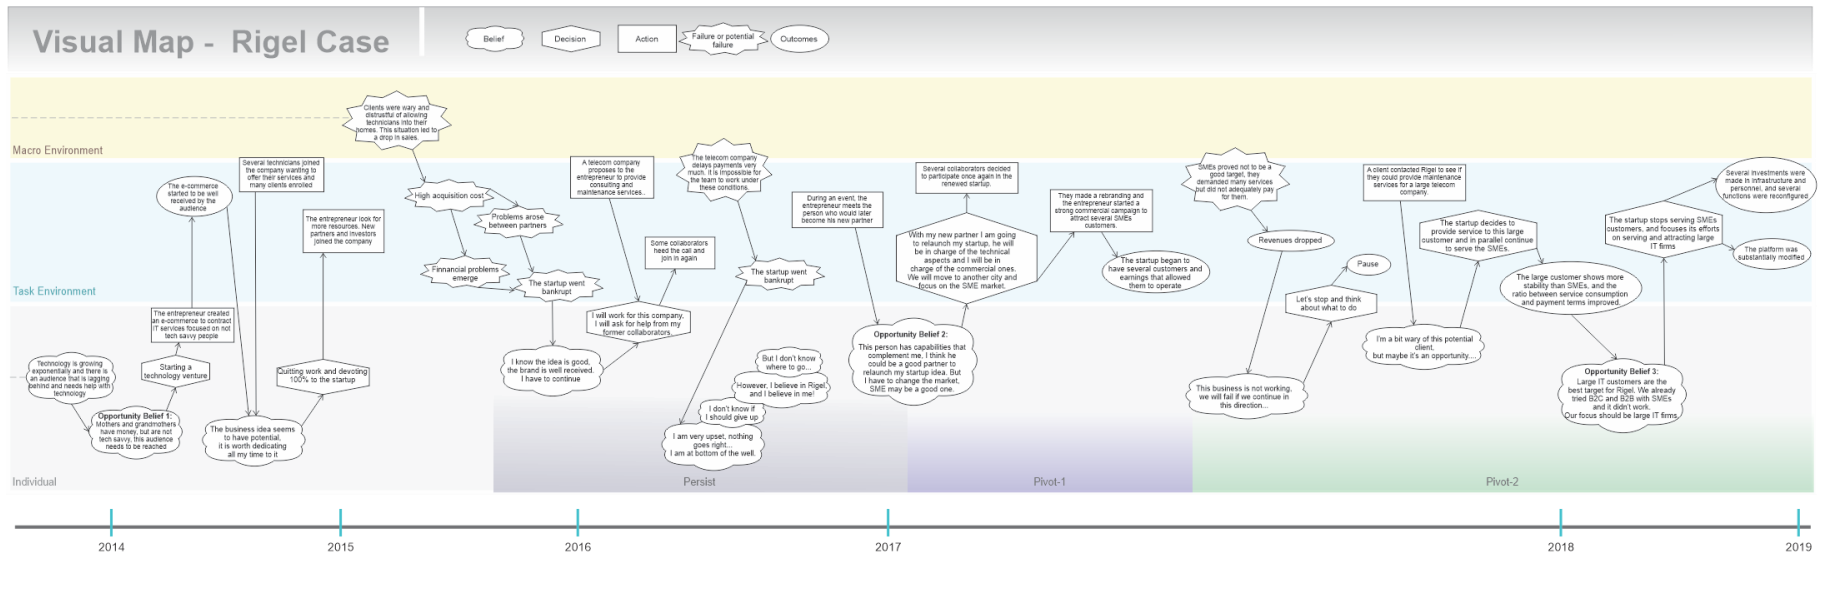 Visual Map - Rigel Case
Belief
Decision
Action
Failure or potential
failure
Outcomes
Clients were wary and
distrustful of allowing
technicians into their
homes. This situation led to
a drop in sales.
Macro Environment
The e-commerce
started to be well
received by the
audience
Several technicians joined
the company wanting to
offer their services and
many clients enrolled
The entrepreneur look for
more resources. New
partners and investors
joined the company
High acquisition cost
Problems arose
between partners
Finnancial problems
emerge
The startup went
bankrupt
A telecom company
proposes to the
entrepreneur to provide
consulting and
maintenance services..
Some collaborators
heed the call and
join in again
The telecom company
delays payments very
much. It is impossible for
the team to work under
these conditions.
The startup went
bankrupt
During an event, the
entrepreneur meets the
person who would later
become his new partner
Several collaborators decided
to participate once again in the
renewed startup.
With my new partner I am going
to relaunch my startup, he will
be in charge of the technical
aspects and I will be in
charge of the commercial ones.
We will move to another city and
focus on the SME market.
They made a rebranding and
the entrepreneur started a
strong commercial campaign to
attract several SMEs
customers.
The startup began to
have several customers and
earnings that allowed
them to operate
SMEs proved not to be a
good target, they
demanded many services
but did not adequately pay
for them.
Revenues dropped
Pause
Let's stop and think
about what to do
A client contacted Rigel to see if
they could provide maintenance
services for a large telecom
company.
The startup decides to
provide service to this large
customer and in parallel continue
to serve the SMEs.
The large customer shows more
stability than SMEs, and the
ratio between service consumption
and payment terms improved.
The startup stops serving SMEs
customers, and focuses its efforts
on serving and attracting large
IT firms
Several investments were
made in infrastructure and
personnel, and several
functions were reconfigured
The platform was
substantially modified
Task Environment
The entrepreneur created
an e-commerce to contract
IT services focused on not
tech savvy people
Technology is growing
exponentially and there is
an audience that is lagging
behind and needs help with
technology
Starting a
technology venture
Opportunity Belief 1:
Mothers and grandmothers
have money, but are not
tech savvy, this audience
needs to be reached
The business idea seems
to have potential,
it is worth dedicating
all my time to it
Quitting work and devoting
100% to the startup
I know the idea is good,
the brand is well received.
I have to continue
I will work for this company,
I will ask for help from my
former collaborators.
But I don't know
where to go...
However, I believe in Rigel,
and I believe in me!
I don't know if
I should give up
I am very upset, nothing
goes right...
I am at bottom of the well.
Opportunity Belief 2:
This person has capabilities that
complement me, I think he
could be a good partner to
relaunch my startup idea. But
I have to change the market,
SME may be a good one.
This business is not working,
we will fail if we continue in
this direction...
I'm a bit wary of this potential
client,
but maybe it's an opportunity....
Opportunity Belief 3:
Large IT customers are the
best target for Rigel. We already
tried B2C and B2B with SMEs
and it didn't work.
Our focus should be large IT firms.
Individual
Persist
Pivot-1
Pivot-2
2014
2015
2016
2017
2018
2019